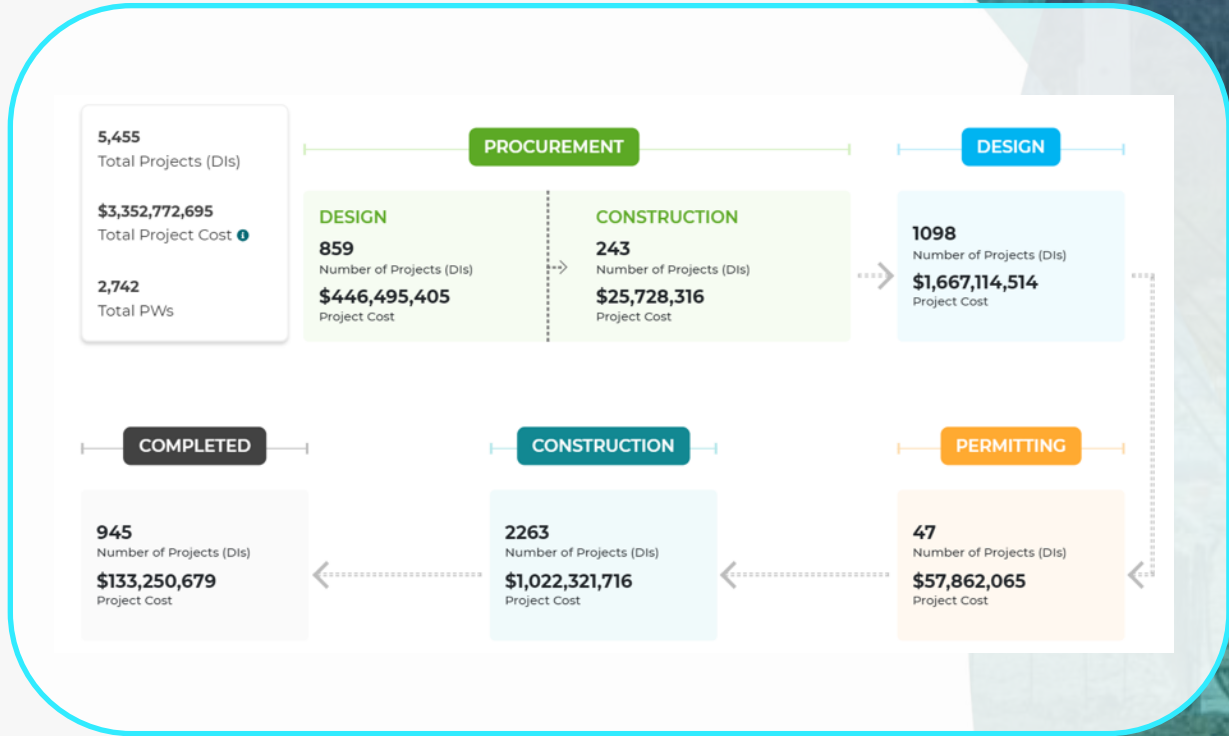 5,455
Total Projects (DIs)
$3,352,772,695
Total Project Cost
2,742
Total PWs
PROCUREMENT
DESIGN
859
Number of Projects (DIs)
$446,495,405
Project Cost
CONSTRUCTION
243
Number of Projects (DIs)
$25,728,316
Project Cost
DESIGN
1098
Number of Projects (DIs)
$1,667,114,514
Project Cost
COMPLETED
945
Number of Projects (DIs)
$133,250,679
Project Cost
CONSTRUCTION
2263
Number of Projects (DIs)
$1,022,321,716
Project Cost
PERMITTING
47
Number of Projects (DIs)
$57,862,065
Project Cost